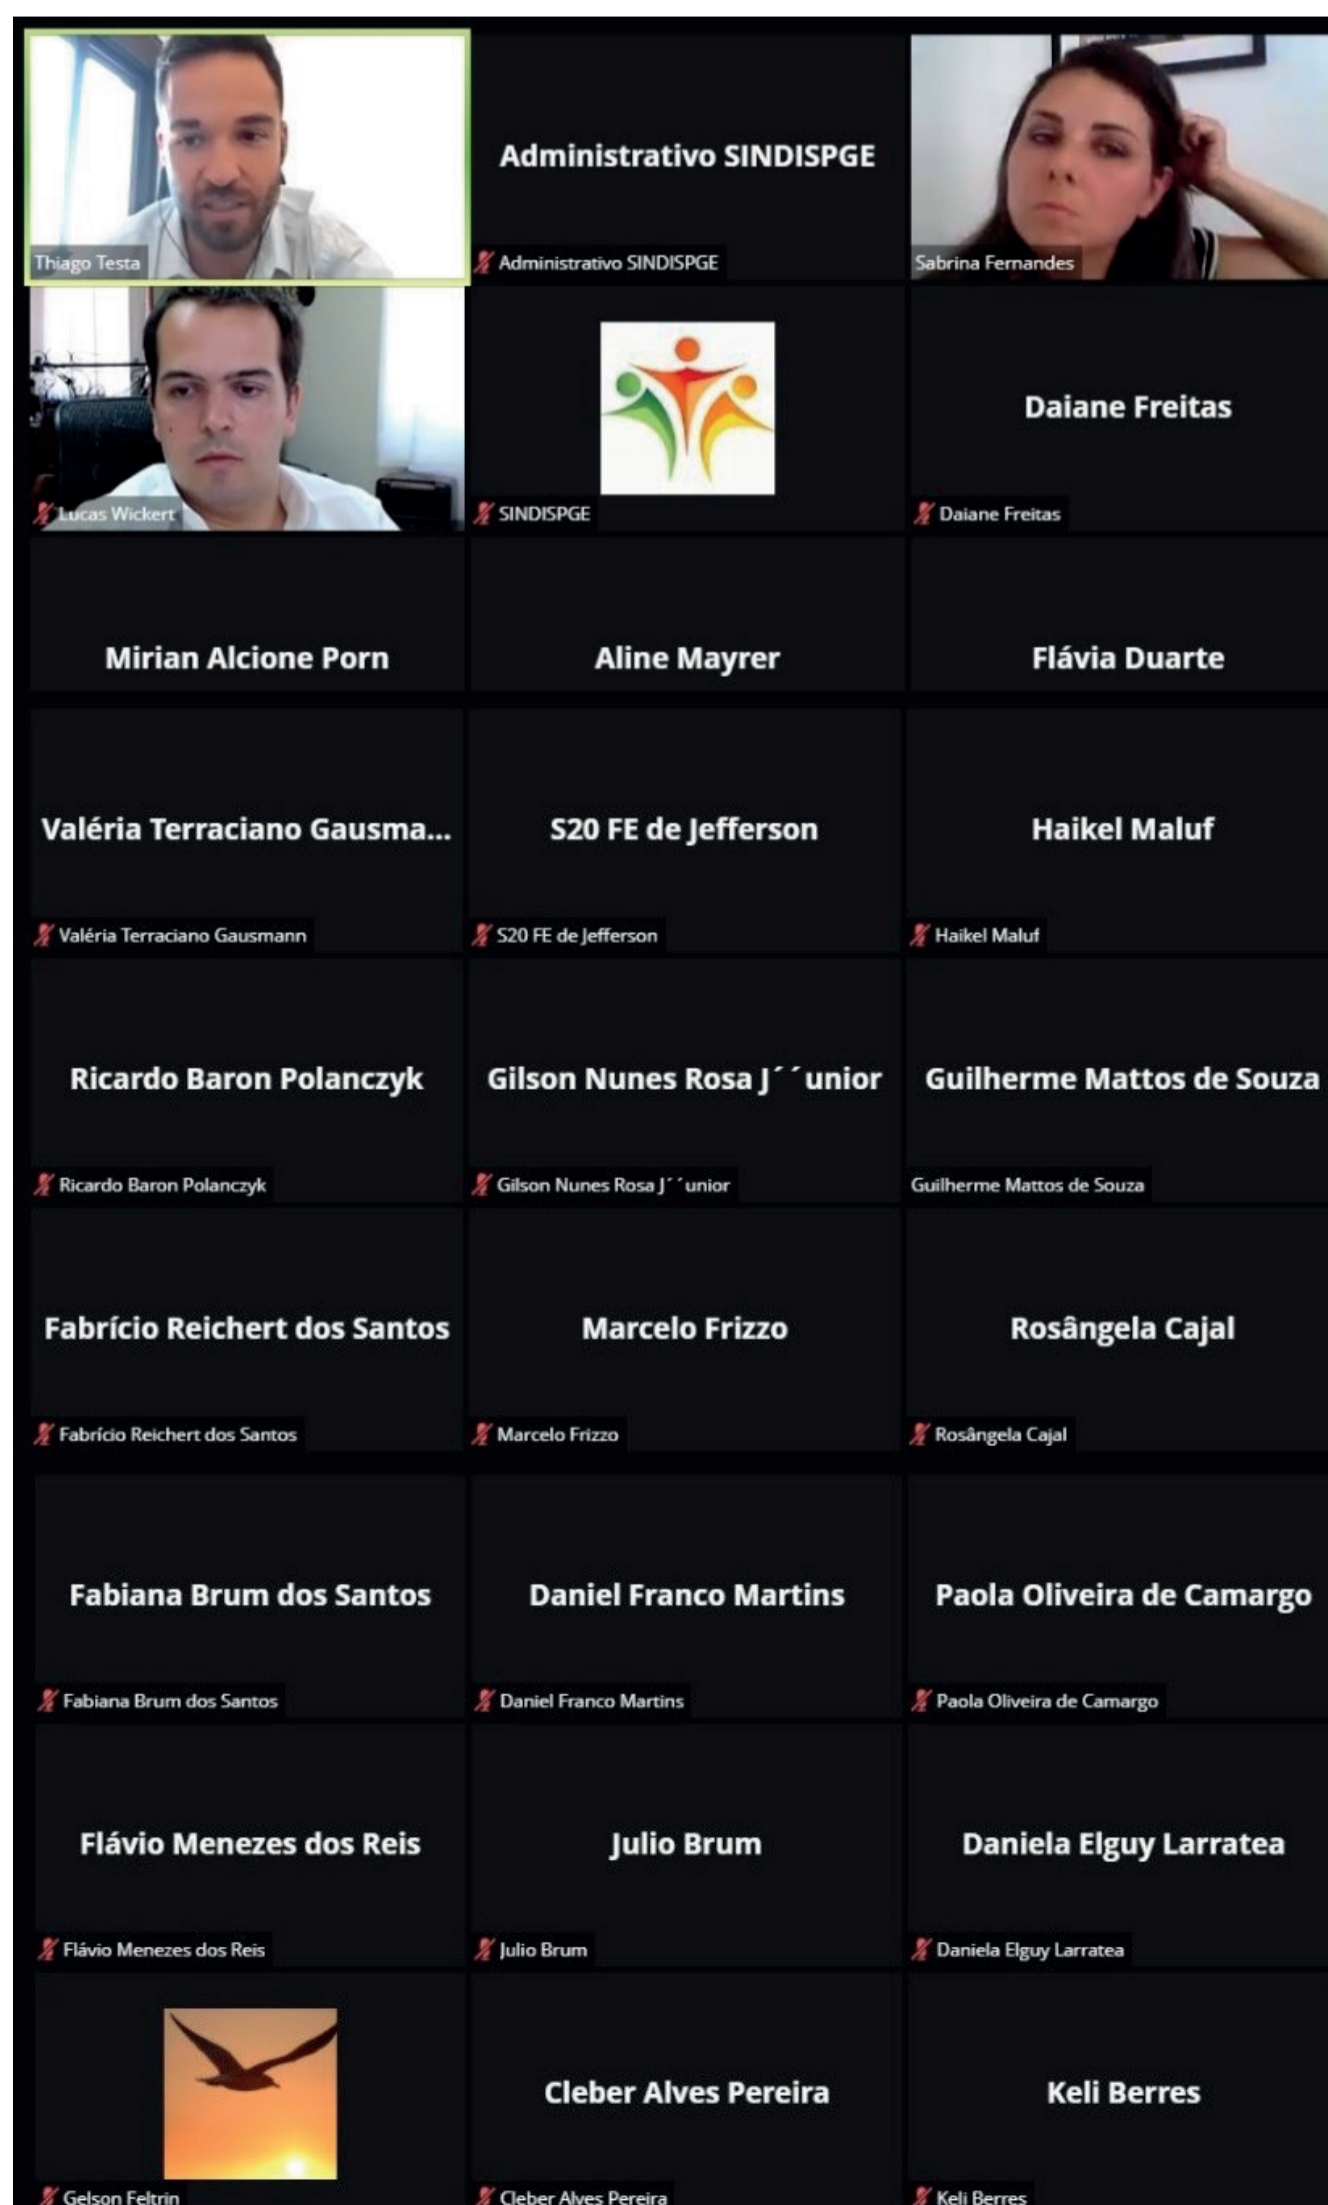 Thiago Testa
Administrativo SINDISPGE
Administrativo SINDISPGE
Sabrina Fernandes
Lucas Wickert
SINDISPGE
Daiane Freitas
Daiane Freitas
Mirian Alcione Porn
Aline Mayrer
Flávia Duarte
Valéria Terraciano Gausma...
Valéria Terraciano Gausmann
S20 FE de Jefferson
S20 FE de Jefferson
Haikel Maluf
Haikel Maluf
Ricardo Baron Polanczyk
Ricardo Baron Polanczyk
Gilson Nunes Rosa J´´unior
Gilson Nunes Rosa J´´unior
Guilherme Mattos de Souza
Guilherme Mattos de Souza
Fabrício Reichert dos Santos
Fabrício Reichert dos Santos
Marcelo Frizzo
Marcelo Frizzo
Rosângela Cajal
Rosângela Cajal
Fabiana Brum dos Santos
Fabiana Brum dos Santos
Daniel Franco Martins
Daniel Franco Martins
Paola Oliveira de Camargo
Paola Oliveira de Camargo
Flávio Menezes dos Reis
Flávio Menezes dos Reis
Julio Brum
Julio Brum
Daniela Elguy Larratea
Daniela Elguy Larratea
Gelson Feltrin
Cleber Alves Pereira
Cleber Alves Pereira
Keli Berres
Keli Berres